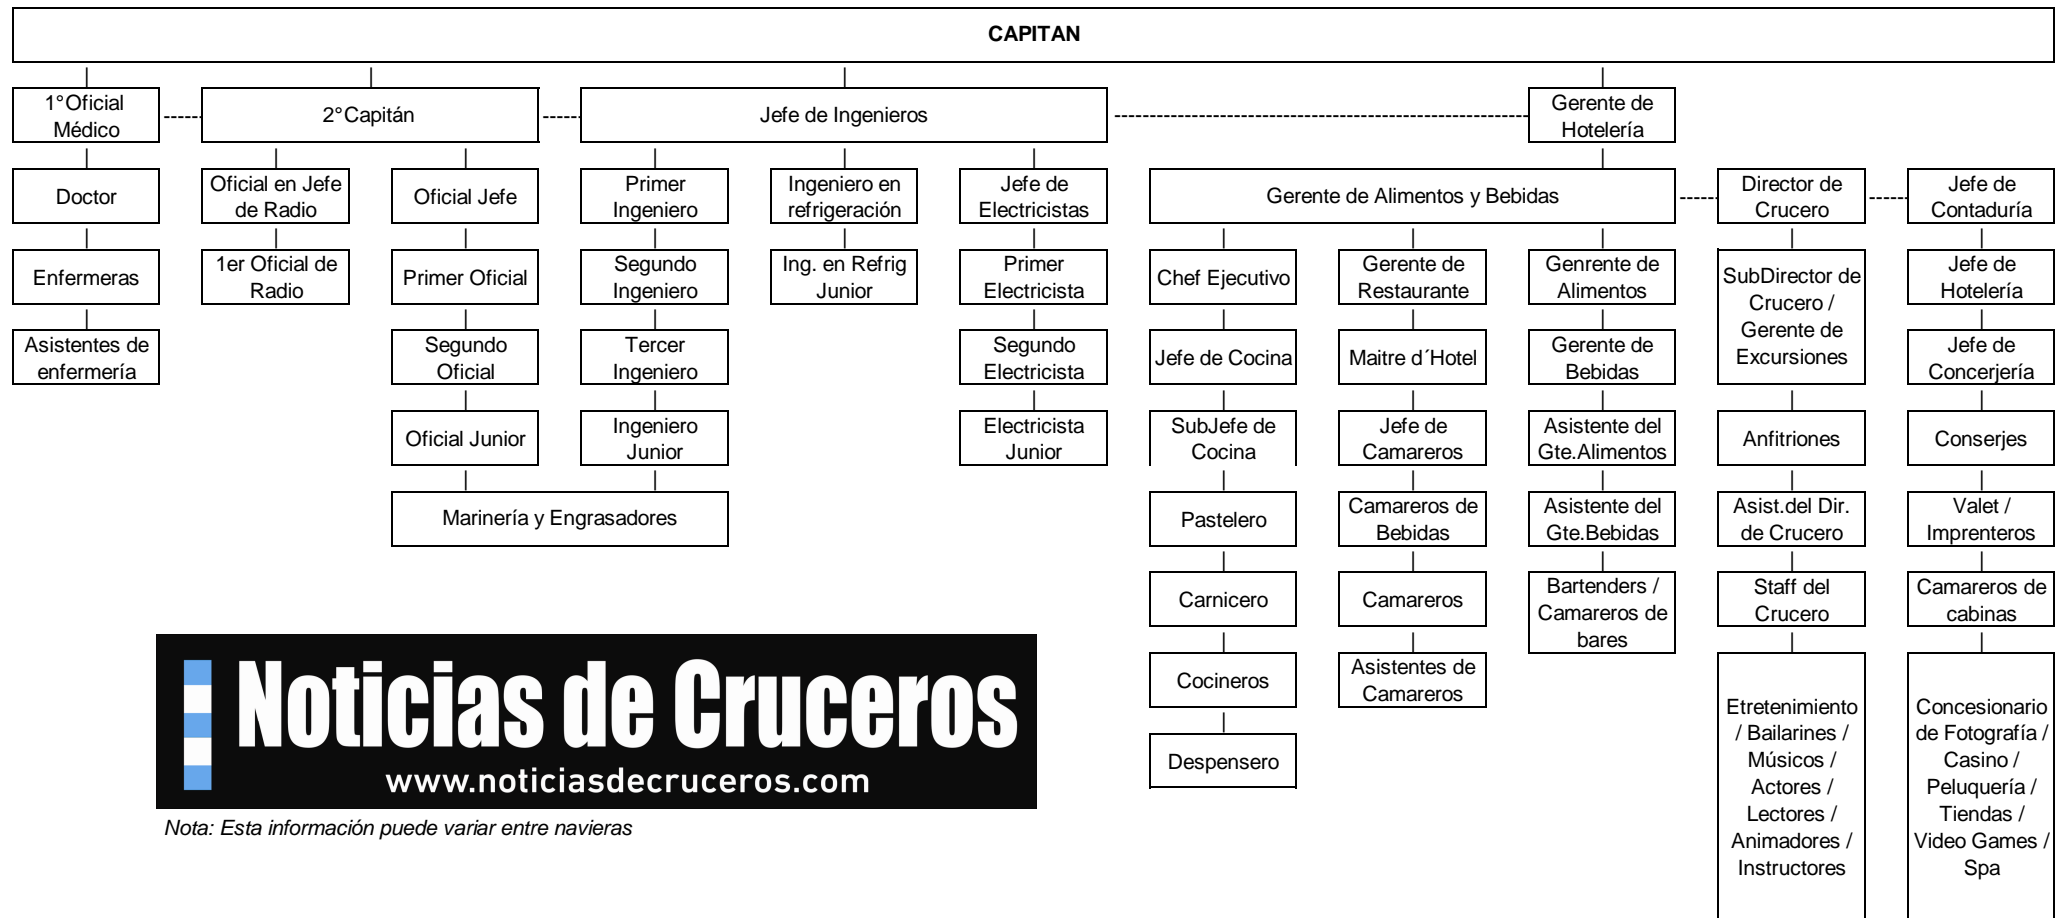 CAPITAN
1°Oficial
Médico
2°Capitán
Jefe de Ingenieros
Gerente de
Hotelería
Doctor
Oficial en Jefe
de Radio
Oficial Jefe
Primer
Ingeniero
Ingeniero en
refrigeración
Jefe de
Electricistas
Gerente de Alimentos y Bebidas
Director de
Crucero
Jefe de
Contaduría
Enfermeras
1er Oficial de
Radio
Primer Oficial
Segundo
Ingeniero
Ing. en Refrig
Junior
Primer
Electricista
Chef Ejecutivo
Gerente de
Restaurante
Genrente de
Alimentos
SubDirector de
Crucero /
Gerente de
Excursiones
Jefe de
Hotelería
Asistentes de
enfermería
Segundo
Oficial
Tercer
Ingeniero
Segundo
Electricista
Jefe de Cocina
Maitre d´Hotel
Gerente de
Bebidas
Jefe de
Concerjería
Oficial Junior
Ingeniero
Junior
Electricista
Junior
SubJefe de
Cocina
Jefe de
Camareros
Asistente del
Gte.Alimentos
Anfitriones
Conserjes
Marinería y Engrasadores
Pastelero
Camareros de
Bebidas
Asistente del
Gte.Bebidas
Asist.del Dir.
de Crucero
Valet /
Imprenteros
Carnicero
Camareros
Bartenders /
Camareros de
bares
Staff del
Crucero
Camareros de
cabinas
Cocineros
Asistentes de
Camareros
Etretenimiento
/ Bailarines /
Músicos /
Actores /
Lectores /
Animadores /
Instructores
Concesionario
de Fotografía /
Casino /
Peluquería /
Tiendas /
Video Games /
Spa
Despensero
Noticias de Cruceros
www.noticiasdecruceros.com
Nota: Esta información puede variar entre navieras